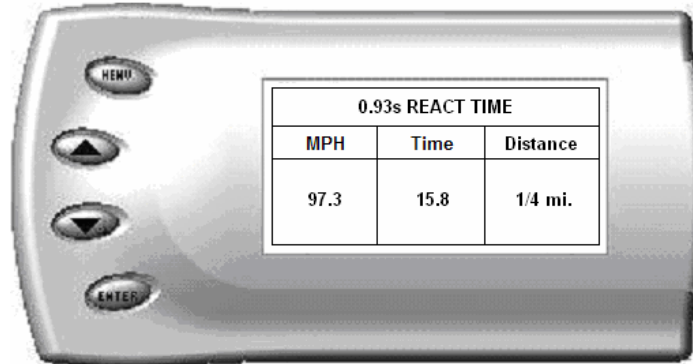 MENU
0.93s REACT TIME
MPH Time Distance
97.3 15.8 1/4 mi.
ENTER